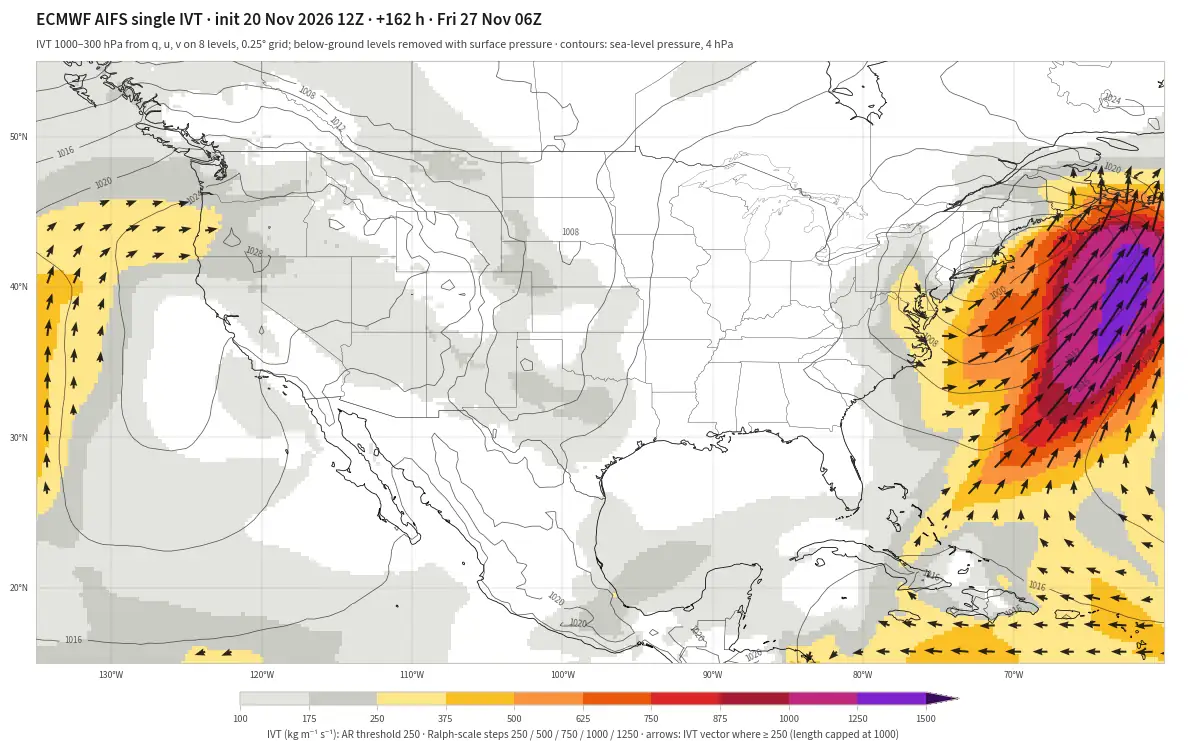 ECMWF AIFS single IVT · init 20 Nov 2026 12Z · +162 h · Fri 27 Nov 06Z
IVT 1000–300 hPa from q, u, v on 8 levels, 0.25° grid; below-ground levels removed with surface pressure · contours: sea-level pressure, 4 hPa
1008
1024
1012
50°N
1016
1020
1020
1008
1028
40°N
1000
1008
30°N
1016
20°N
1016
1020
1016
1020
1016
110°W
120°W
130°W
100°W
90°W
80°W
70°W
100 175 250 375 500 625 750 875 1000 1250 1500
IVT (kg m⁻¹ s⁻¹): AR threshold 250 · Ralph-scale steps 250 / 500 / 750 / 1000 / 1250 · arrows: IVT vector where ≥ 250 (length capped at 1000)